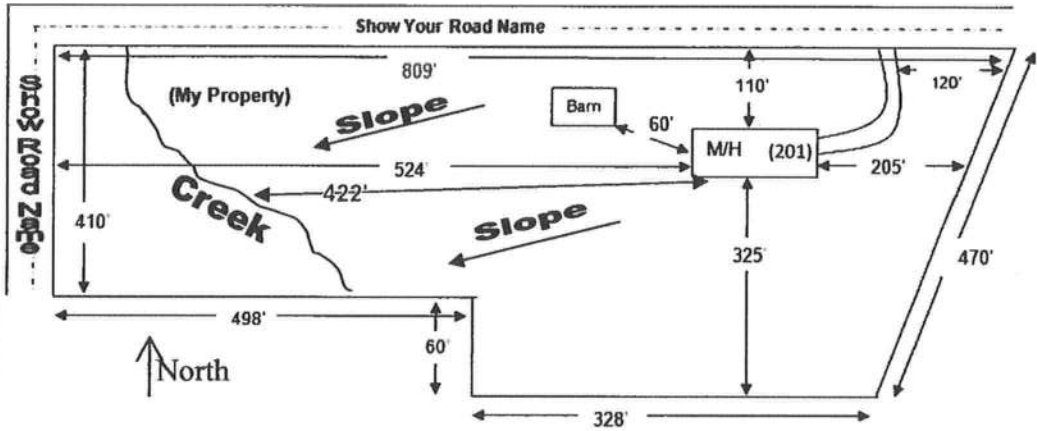 Show Your Road Name
809'
110'
120'
(My Property)
Slope
Barn
60'
M/H (201)
Show Road Name
524'
205'
422'
Creek
410'
Slope
325'
470'
498'
60'
North
328'